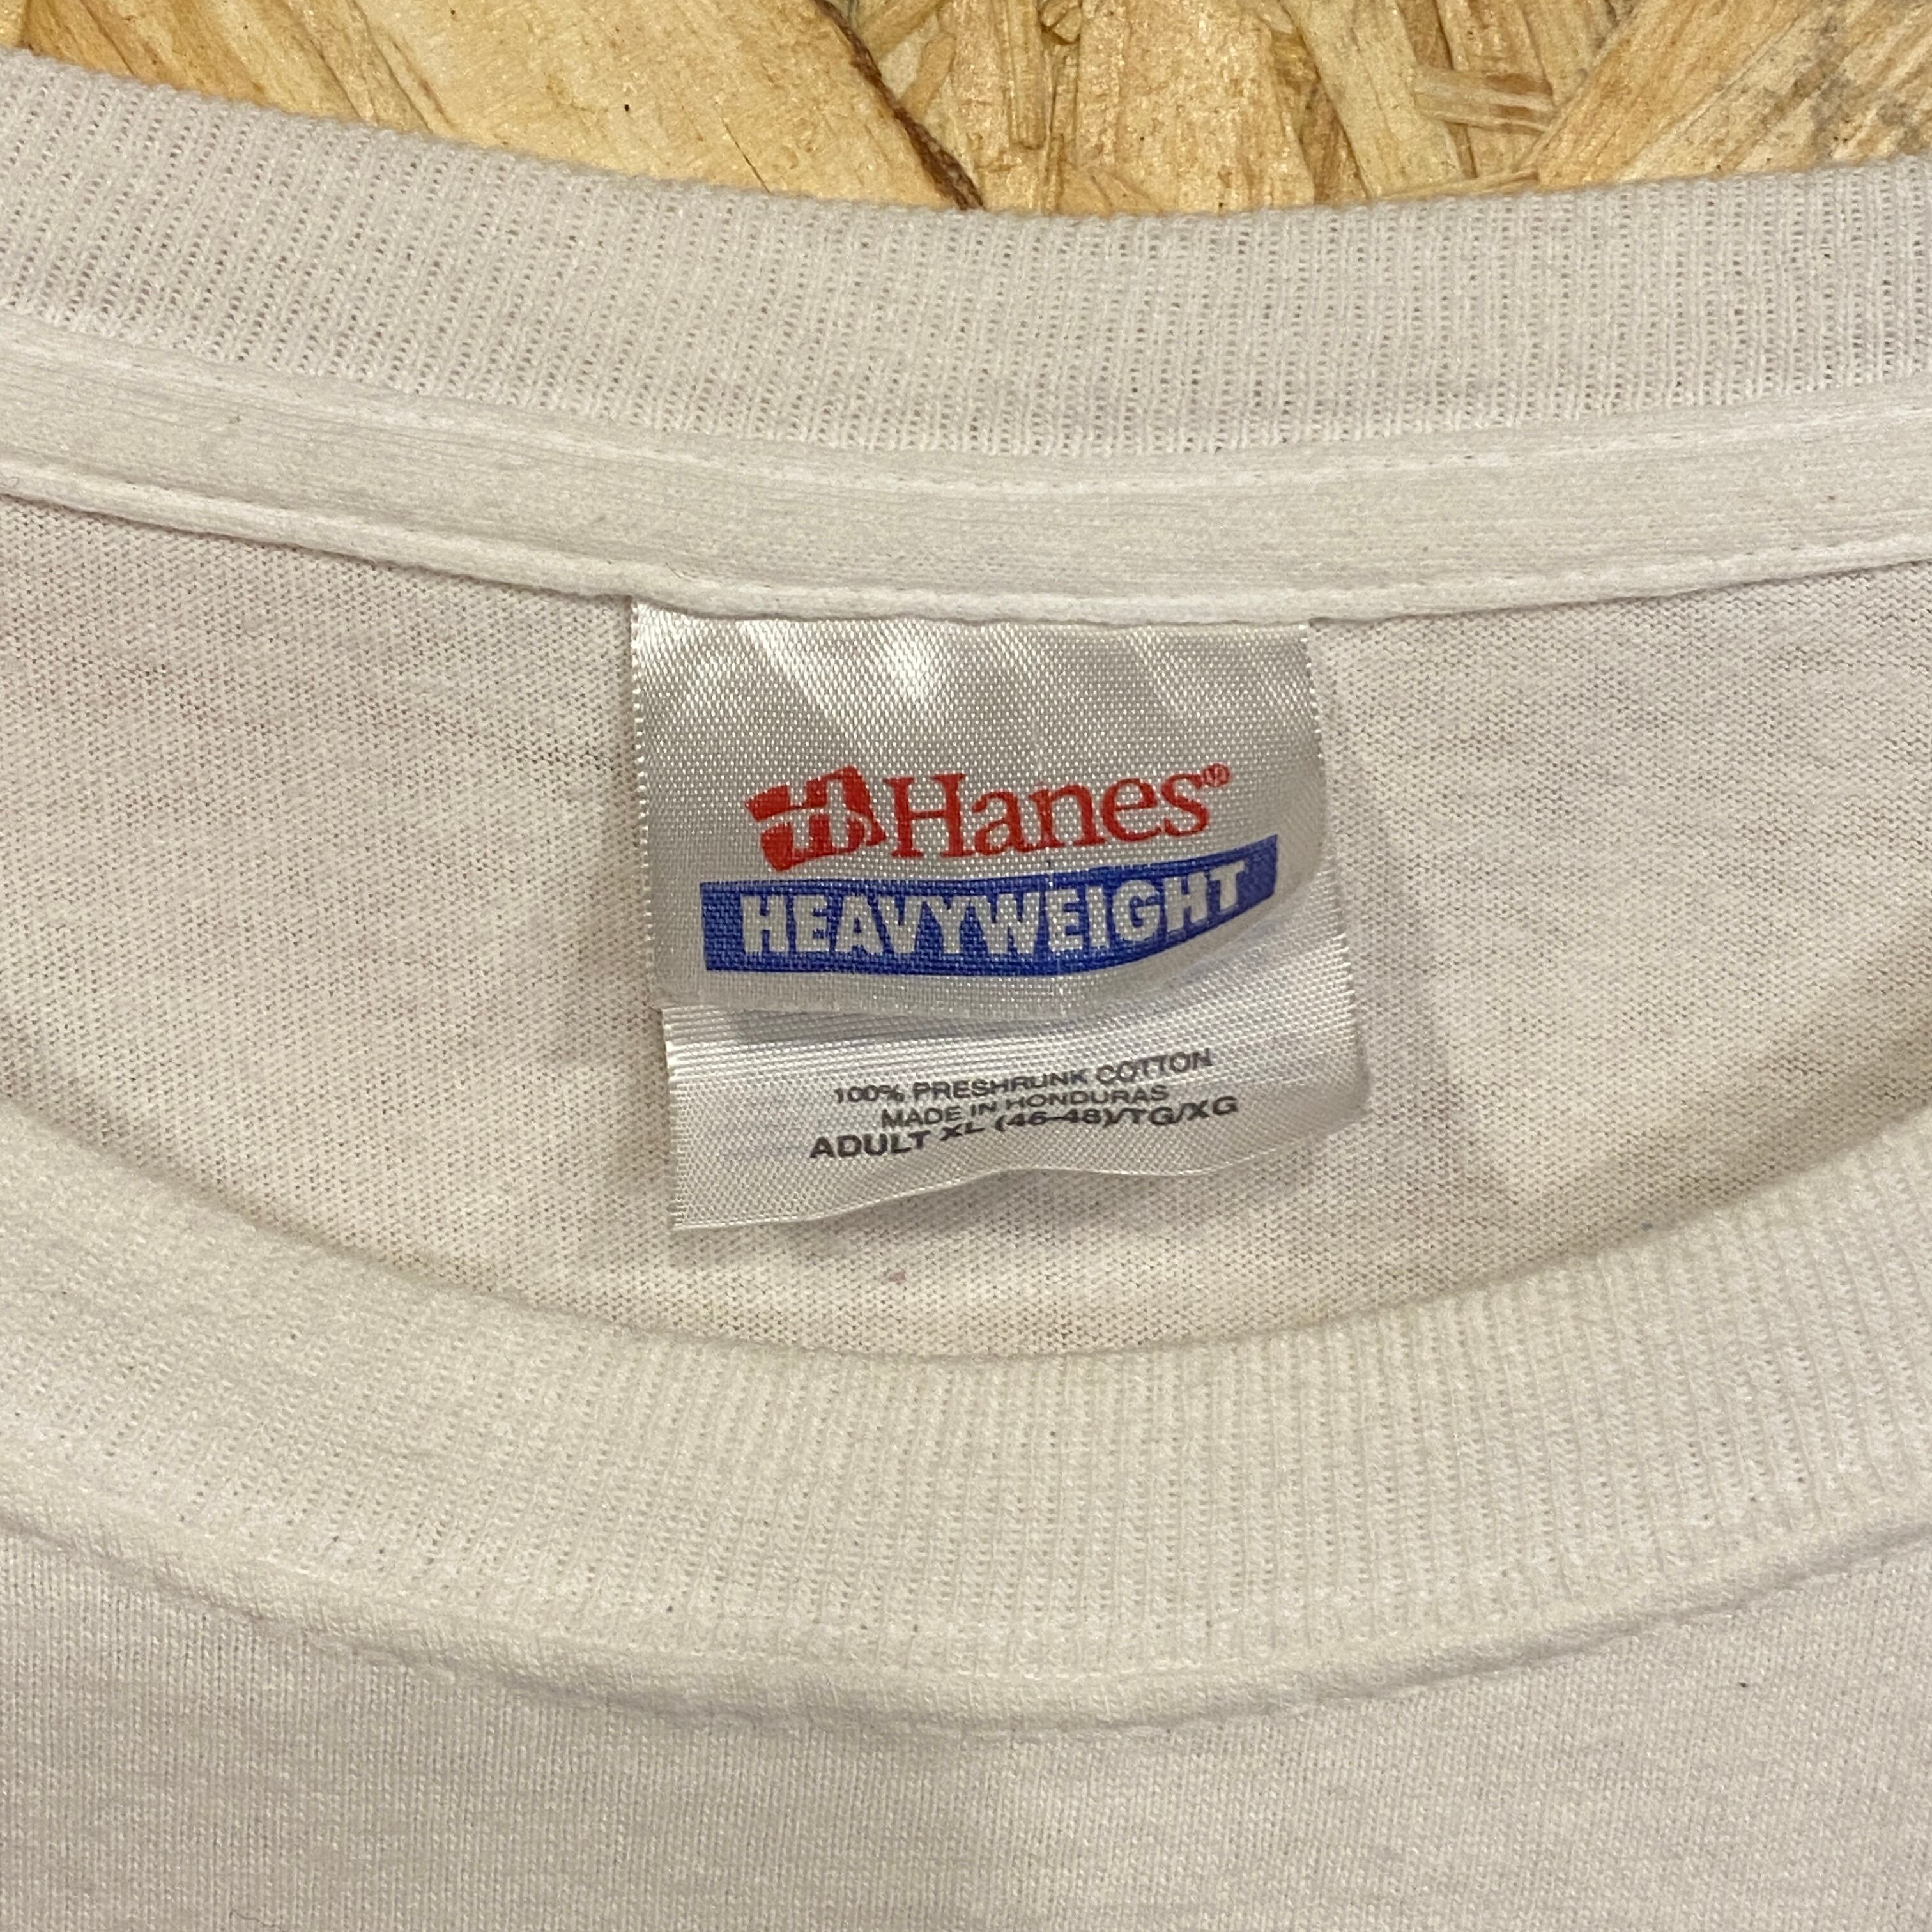 Hanes®
HEAVYWEIGHT
100% PRESHRUNK COTTON
MADE IN HONDURAS
ADULT XL (46-48)/TG/XG